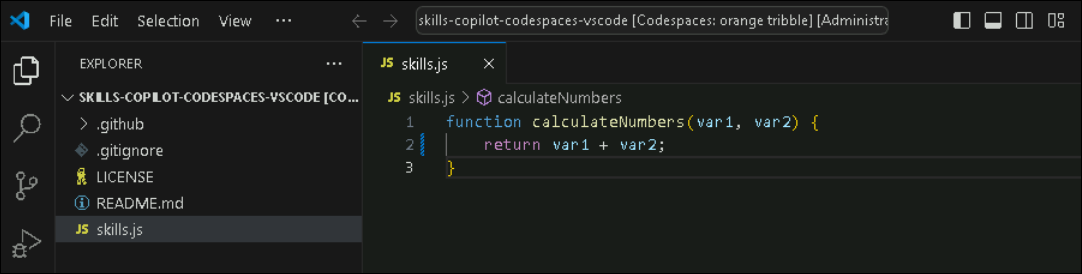 File Edit Selection View ··· skills-copilot-codespaces-vscode [Codespaces: orange tribble] [Administra
EXPLORER ···
SKILLS-COPILOT-CODESPACES-VSCODE [CO...
.github
.gitignore
LICENSE
README.md
JS skills.js
JS skills.js
JS skills.js > calculateNumbers
1 function calculateNumbers(var1, var2) {
2 return var1 + var2;
3 }